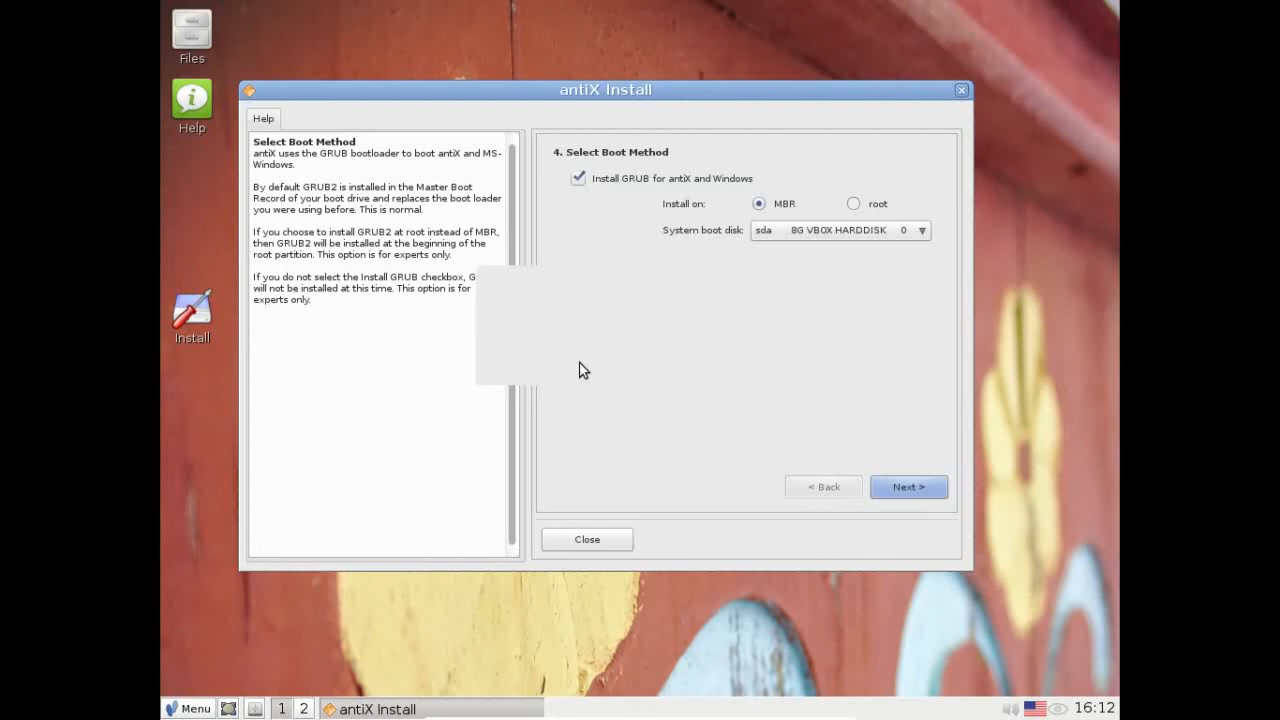 Files
Help
Install
antiX Install
Help
Select Boot Method
antiX uses the GRUB bootloader to boot antiX and MS-
Windows.
By default GRUB2 is installed in the Master Boot
Record of your boot drive and replaces the boot loader
you were using before. This is normal.
If you choose to install GRUB2 at root instead of MBR,
then GRUB2 will be installed at the beginning of the
root partition. This option is for experts only.
If you do not select the Install GRUB checkbox, G
will not be installed at this time. This option is for
experts only.
4. Select Boot Method
Install GRUB for antiX and Windows
Install on: MBR root
System boot disk: sda 8G VBOX HARDDISK 0
< Back Next >
Close
Menu 1 2 antiX Install 16:12